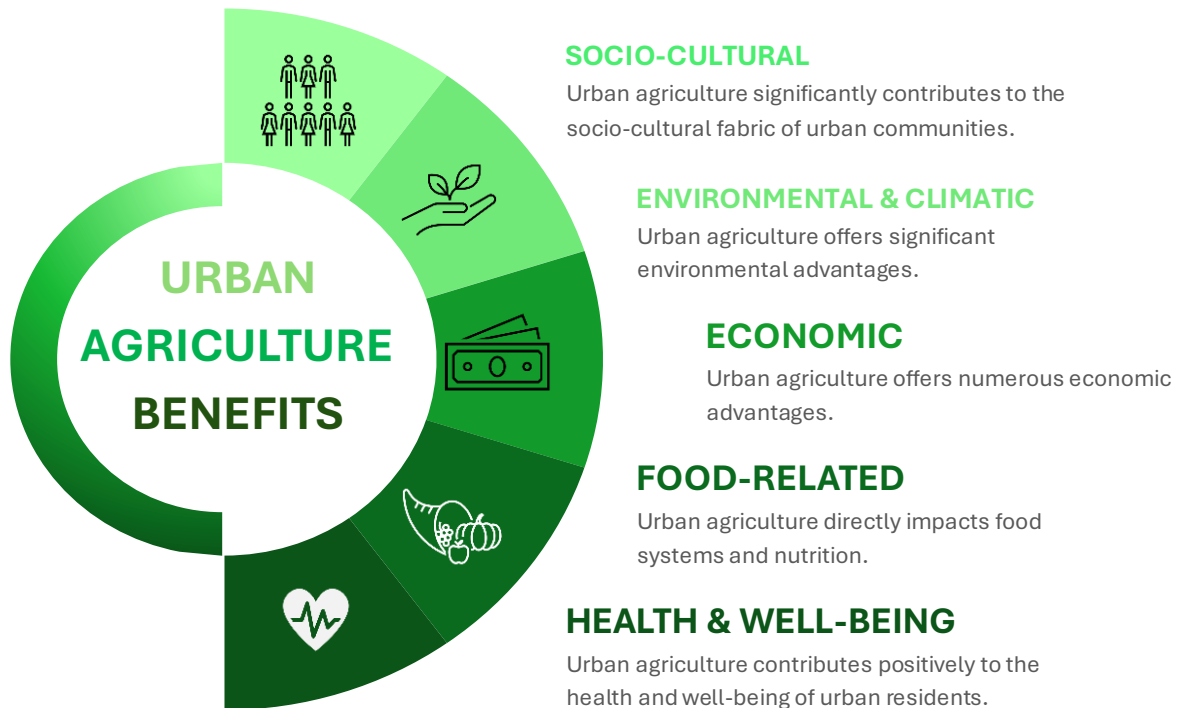 URBAN
AGRICULTURE
BENEFITS
SOCIO-CULTURAL
Urban agriculture significantly contributes to the
socio-cultural fabric of urban communities.
ENVIRONMENTAL & CLIMATIC
Urban agriculture offers significant
environmental advantages.
ECONOMIC
Urban agriculture offers numerous economic
advantages.
FOOD-RELATED
Urban agriculture directly impacts food
systems and nutrition.
HEALTH & WELL-BEING
Urban agriculture contributes positively to the
health and well-being of urban residents.